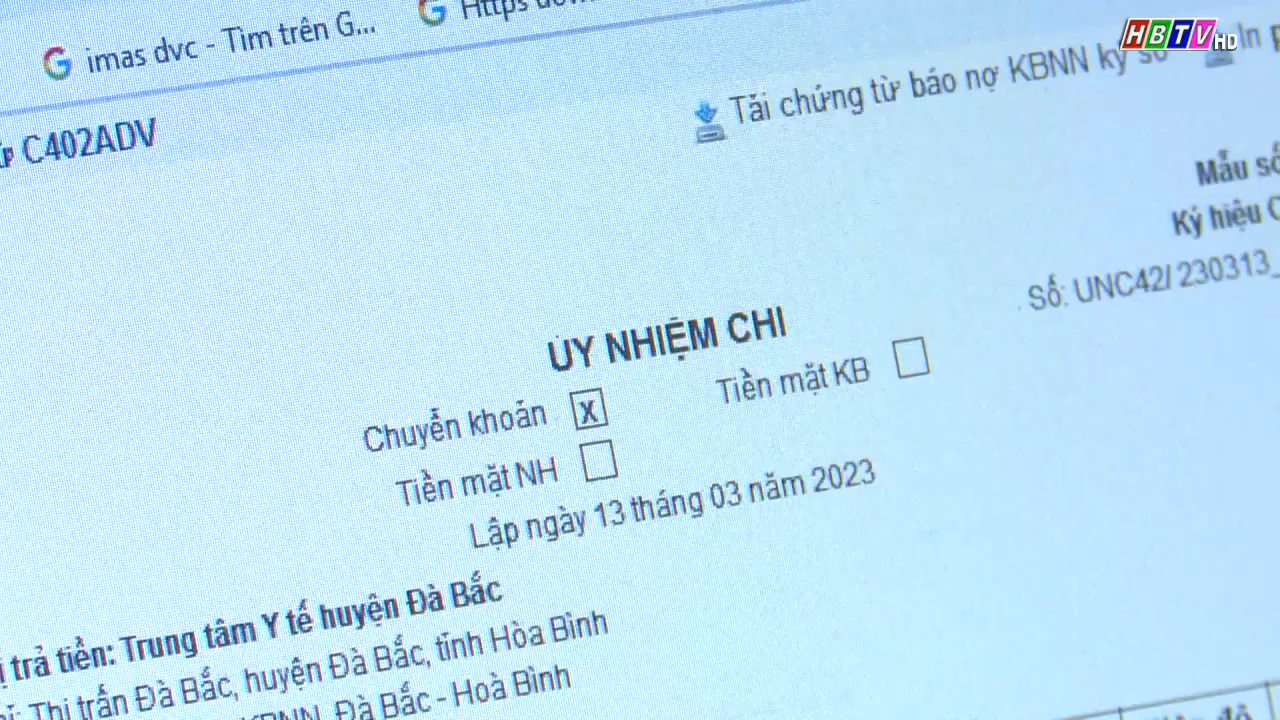 imas dvc - Tìm trên G...
HBTV HD
C402ADV
Tải chứng từ báo nợ KBNN ký số
In
Mẫu số
Ký hiệu C
Số: UNC42/ 230313_
ỦY NHIỆM CHI
Chuyển khoản X Tiền mặt KB
Tiền mặt NH
Lập ngày 13 tháng 03 năm 2023
trả tiền: Trung tâm Y tế huyện Đà Bắc
Thị trấn Đà Bắc, huyện Đà Bắc, tỉnh Hòa Bình
KBNN Đà Bắc - Hoà Bình